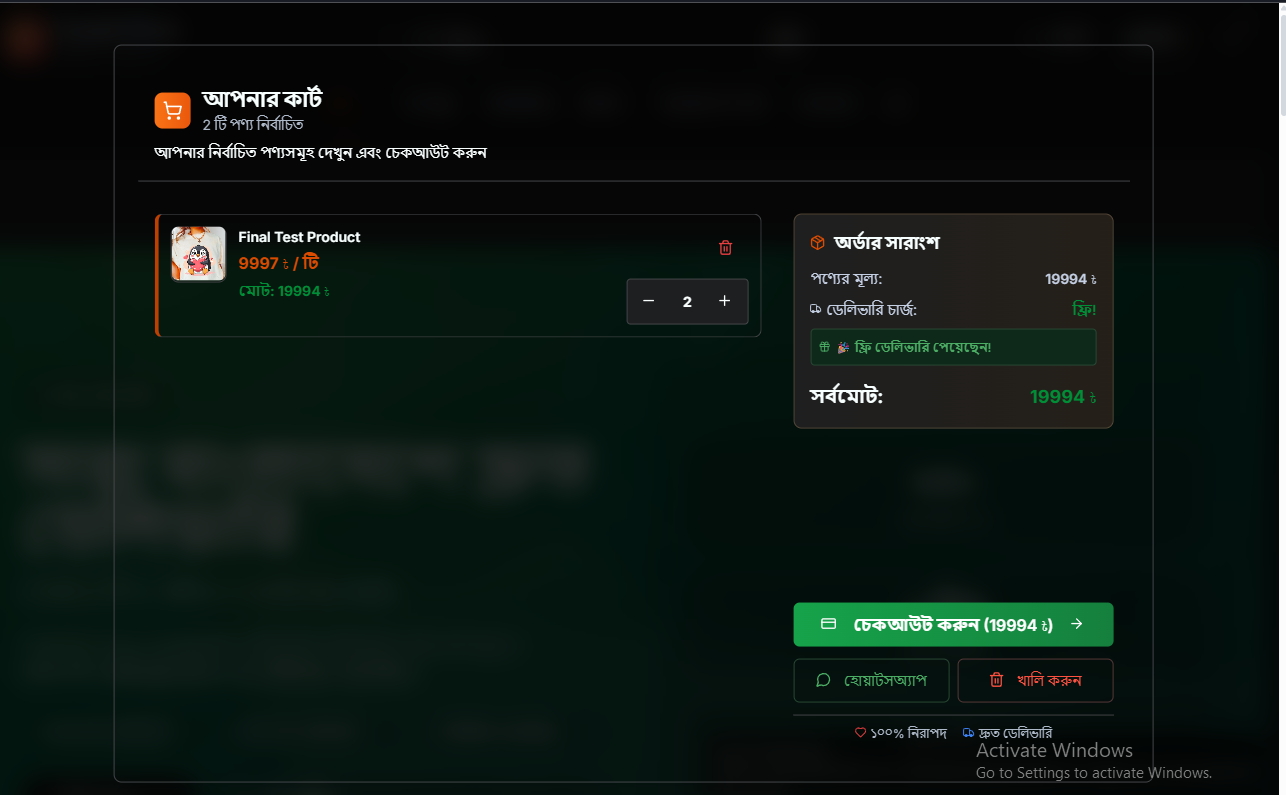 আপনার কার্ট
2 টি পণ্য নির্বাচিত
আপনার নির্বাচিত পণ্যসমূহ দেখুন এবং চেকআউট করুন
Final Test Product
9997 ৳ / টি
মোট: 19994 ৳
2
অর্ডার সারাংশ
পণ্যের মূল্য: 19994 ৳
ডেলিভারি চার্জ: ফ্রি!
🎉 ফ্রি ডেলিভারি পেয়েছেন!
সর্বমোট: 19994 ৳
চেকআউট করুন (19994 ৳)
হোয়াটসঅ্যাপ
খালি করুন
১০০% নিরাপদ দ্রুত ডেলিভারি
Activate Windows
Go to Settings to activate Windows.